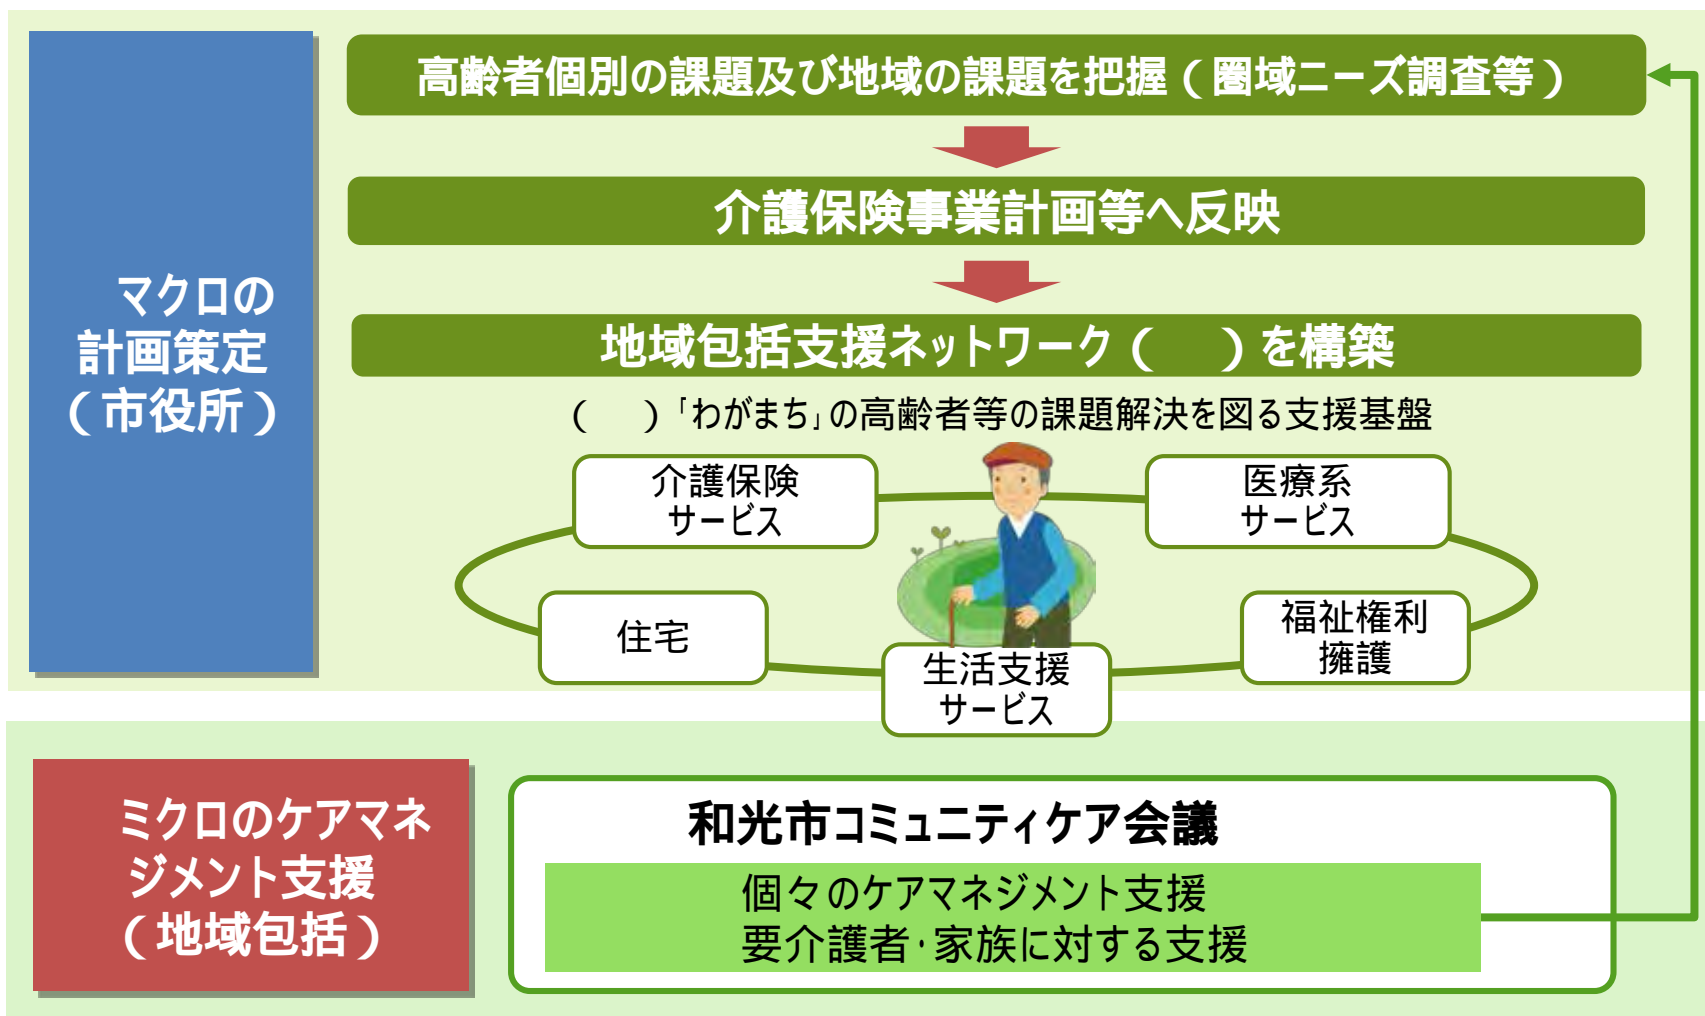 マクロの
計画策定
(市役所)
高齢者個別の課題及び地域の課題を把握(圏域ニーズ調査等)
介護保険事業計画等へ反映
地域包括支援ネットワーク(　)を構築
(　)「わがまち」の高齢者等の課題解決を図る支援基盤
介護保険
サービス
医療系
サービス
住宅
生活支援
サービス
福祉権利
擁護
ミクロのケアマネ
ジメント支援
(地域包括)
和光市コミュニティケア会議
個々のケアマネジメント支援
要介護者・家族に対する支援